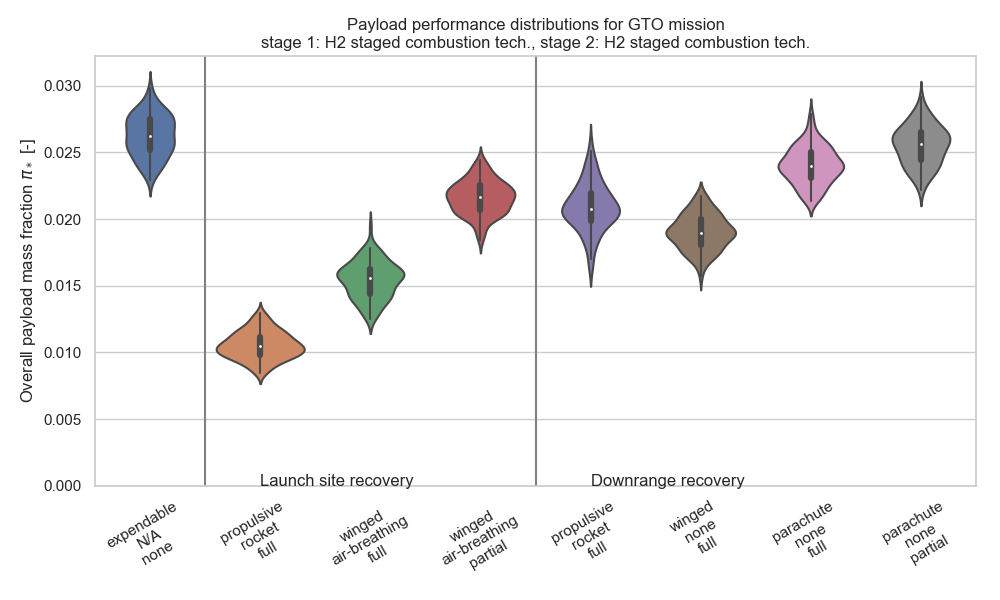 Payload performance distributions for GTO mission
stage 1: H2 staged combustion tech., stage 2: H2 staged combustion tech.
Overall payload mass fraction π* [-]
0.030
0.025
0.020
0.015
0.010
0.005
0.000
Launch site recovery
Downrange recovery
expendable
N/A
none
propulsive
rocket
full
winged
air-breathing
full
winged
air-breathing
partial
propulsive
rocket
full
winged
none
full
parachute
none
full
parachute
none
partial